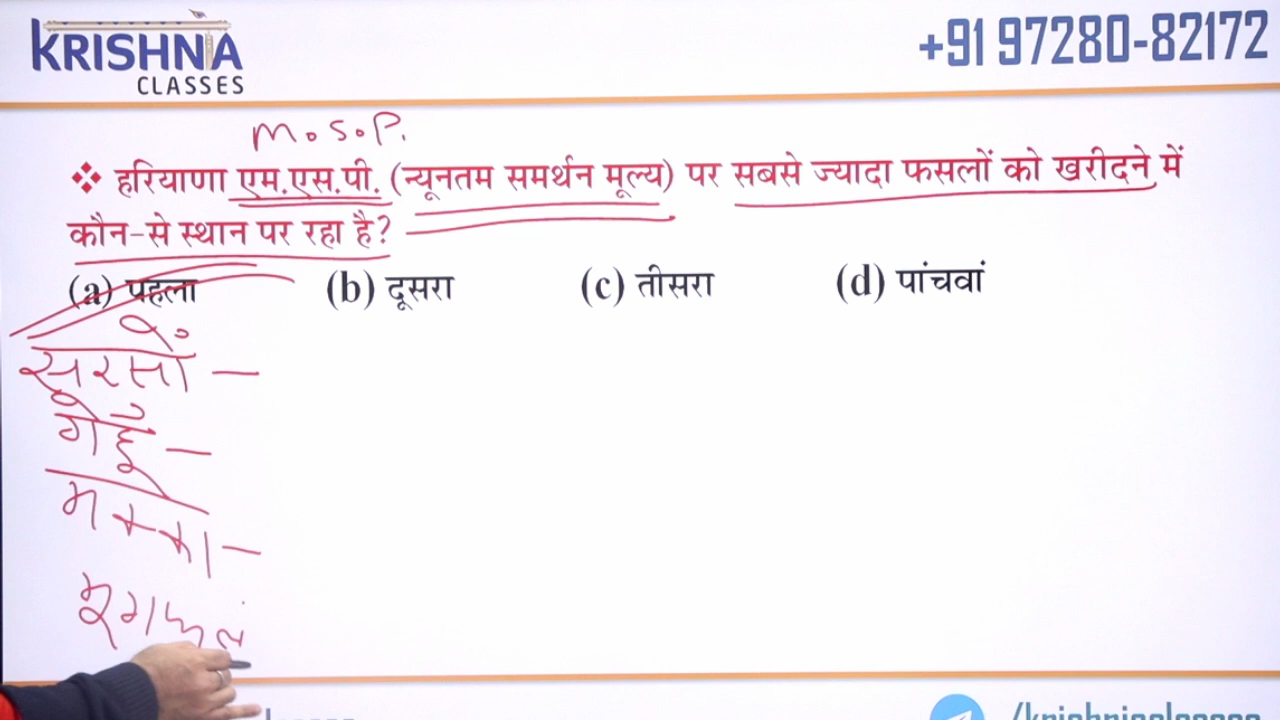 KRISHNA
CLASSES
+91 97280-82172
M.S.P.
❖ हरियाणा एम.एस.पी. (न्यूनतम समर्थन मूल्य) पर सबसे ज्यादा फसलों को खरीदने में
कौन-से स्थान पर रहा है?
(a) पहला (b) दूसरा (c) तीसरा (d) पांचवां
सरसों –
गेहूं –
मक्का –